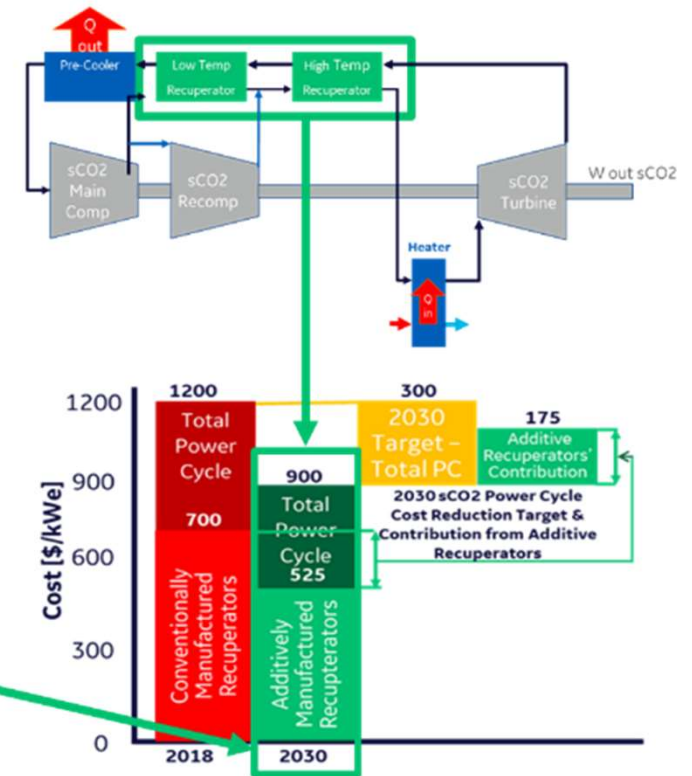 Q
out
Pre-Cooler
Low Temp
Recuperator
High Temp
Recuperator
sCO2
Main
Comp
sCO2
Recomp
sCO2
Turbine
W out sCO2
Heater
Q
in
Cost [$/kWe]
1200
900
600
300
0
1200
Total
Power
Cycle
700
Conventionally
Manufactured
Recuperators
2018
900
Total
Power
Cycle
525
Additively
Manufactured
Recupterators
2030
300
2030
Target –
Total PC
175
Additive
Recuperators'
Contribution
2030 sCO2 Power Cycle
Cost Reduction Target &
Contribution from Additive
Recuperators